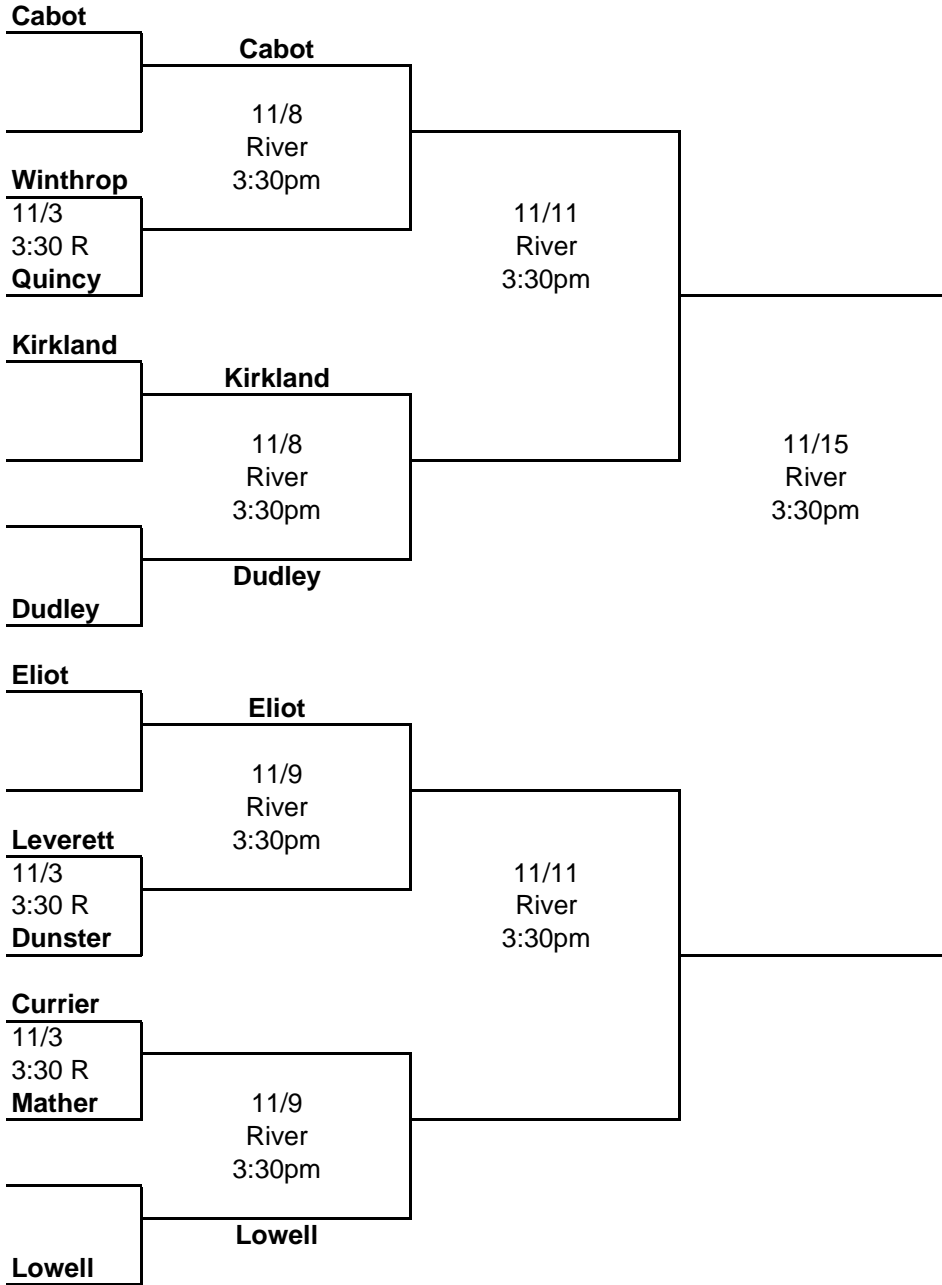 Cabot
Cabot
11/8
River
3:30pm
Winthrop
11/3
3:30 R
Quincy
11/11
River
3:30pm
Kirkland
Kirkland
11/8
River
3:30pm
Dudley
Dudley
11/15
River
3:30pm
Eliot
Eliot
11/9
River
3:30pm
Leverett
11/3
3:30 R
Dunster
11/11
River
3:30pm
Currier
11/3
3:30 R
Mather
11/9
River
3:30pm
Lowell
Lowell